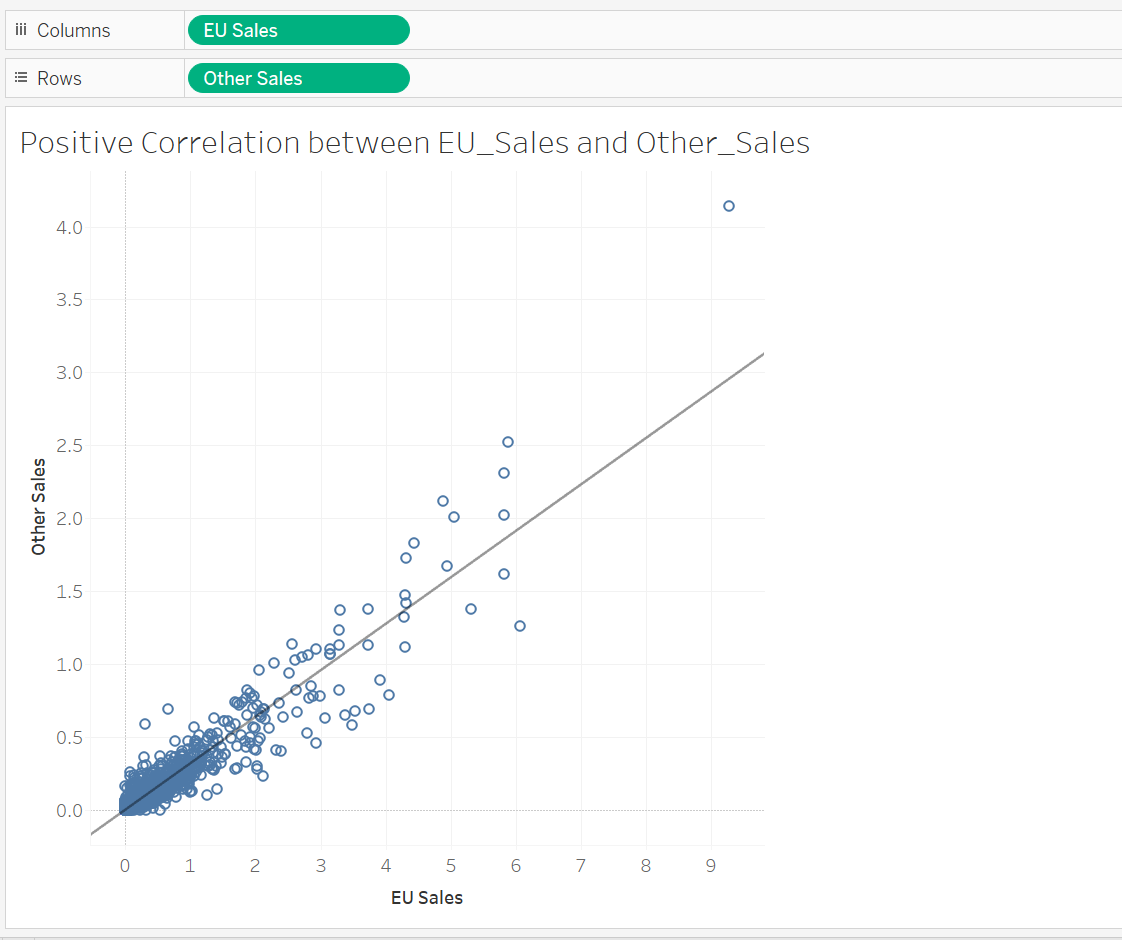 Columns
EU Sales
Rows
Other Sales
Positive Correlation between EU_Sales and Other_Sales
4.0
3.5
3.0
2.5
2.0
1.5
1.0
0.5
0.0
Other Sales
0 1 2 3 4 5 6 7 8 9
EU Sales